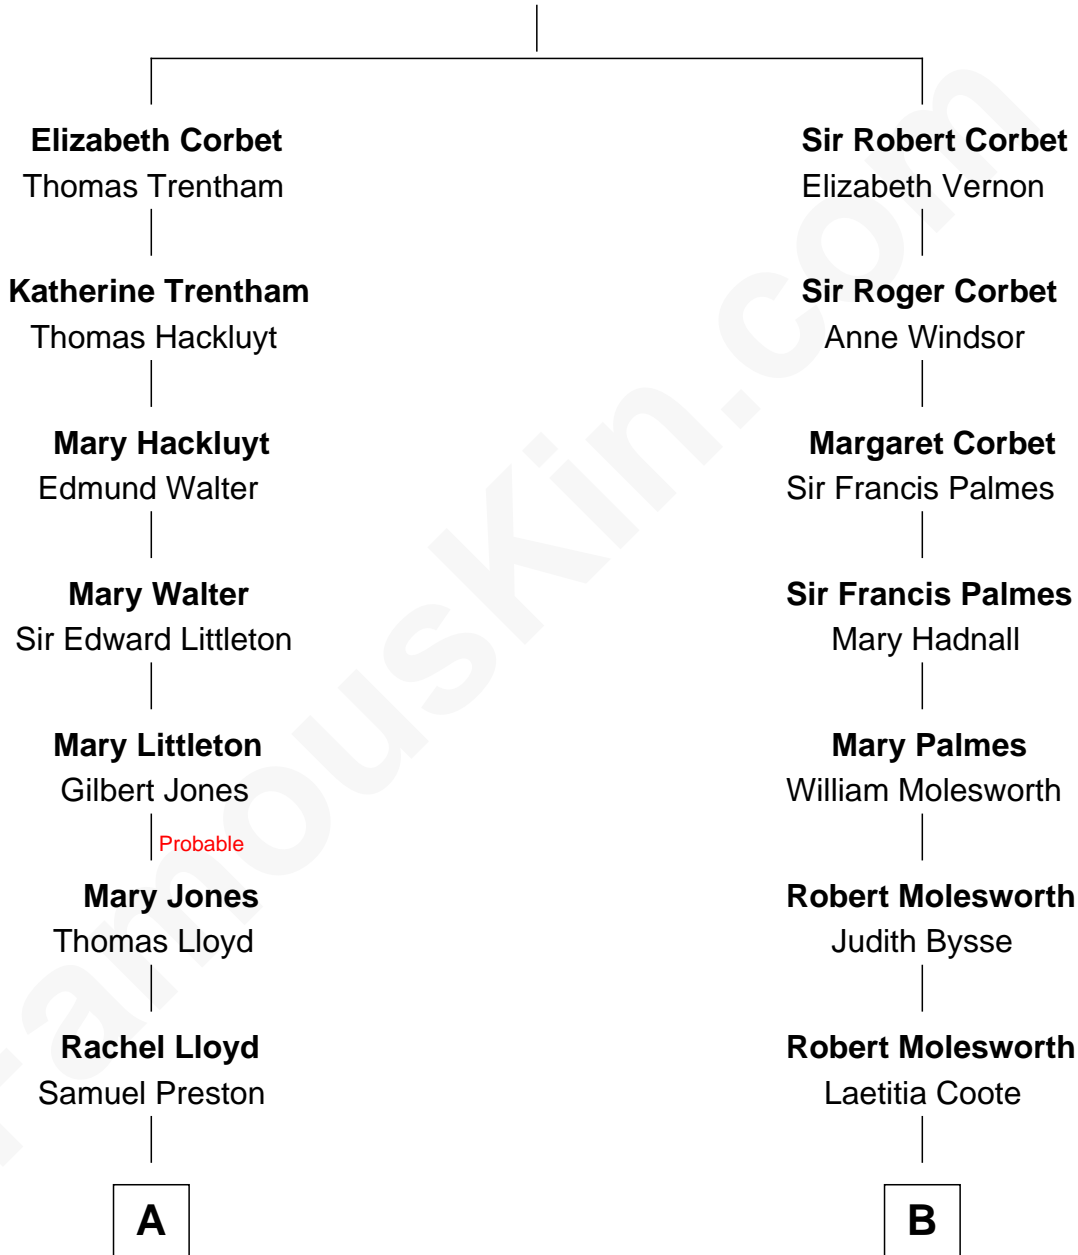 Elizabeth Corbet
Thomas Trentham
Katherine Trentham
Thomas Hackluyt
Mary Hackluyt
Edmund Walter
Mary Walter
Sir Edward Littleton
Mary Littleton
Gilbert Jones
Probable
Mary Jones
Thomas Lloyd
Rachel Lloyd
Samuel Preston
A
Sir Robert Corbet
Elizabeth Vernon
Sir Roger Corbet
Anne Windsor
Margaret Corbet
Sir Francis Palmes
Sir Francis Palmes
Mary Hadnall
Mary Palmes
William Molesworth
Robert Molesworth
Judith Bysse
Robert Molesworth
Laetitia Coote
B
FamousKin.com